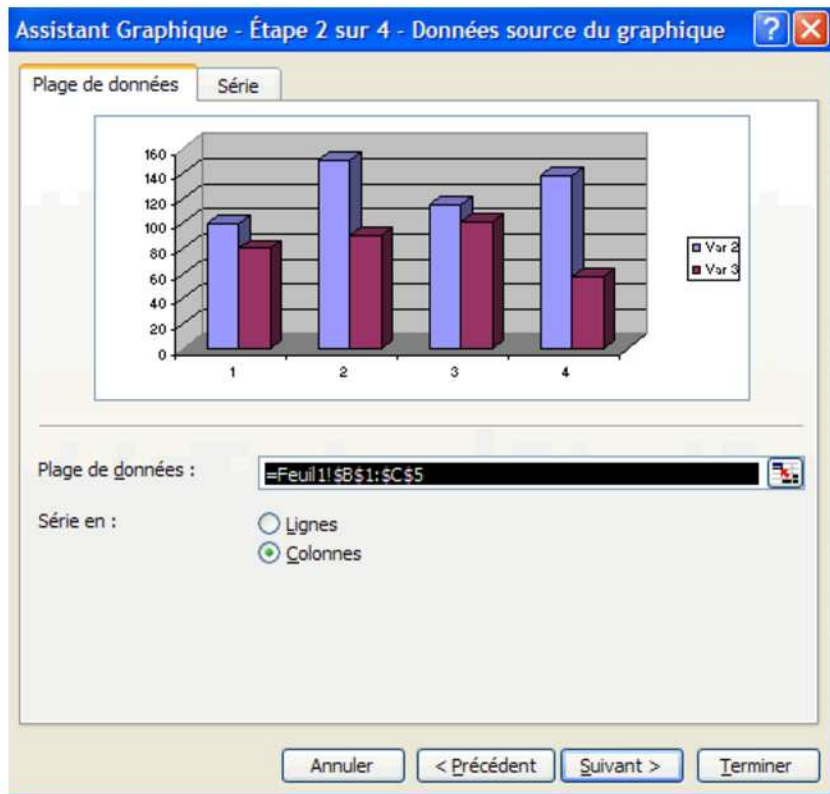 Assistant Graphique - Étape 2 sur 4 - Données source du graphique
Plage de données
Série
160
140
120
100
80
60
40
20
0
1
2
3
4
Var 2
Var 3
Plage de données :
=Feuil1!$B$1:$C$5
Série en :
Lignes
Colonnes
Annuler
< Précédent
Suivant >
Terminer